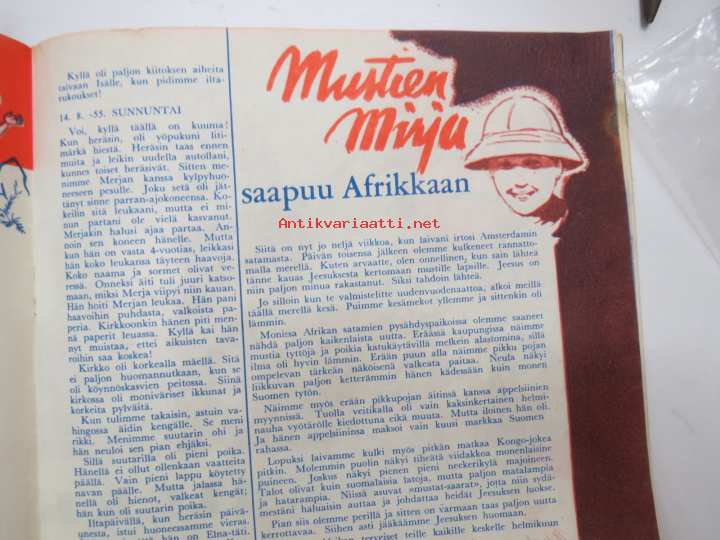 Kyllä oli paljon kiitoksen aiheita
taivaan Isälle, kun pidimme ilta-
rukoukset!
14. 8. -55. SUNNUNTAI
Voi, kyllä täällä on kuuma!
Kun heräsin, oli yöpukuni liti-
märkä hiestä. Heräsin taas ennen
muita ja leikin uudella autollani,
kunnes toiset heräsivät. Sitten me-
nimme Merjan kanssa kylpyhuo-
neeseen pesulle. Joku setä oli jät-
tänyt sinne parran-ajokoneensa. Ko-
keilin sitä leukaani, mutta ei mi-
nun partani ole vielä kasvanut.
Merjakin halusi ajaa partaa. An-
noin sen koneen hänelle. Mutta
kun hän on vasta 4-vuotias, leikkasi
hän koko leukansa täyteen haavoja.
Koko naama ja sormet olivat ve-
ressä. Onneksi äiti tuli juuri katso-
maan, miksi Merja viipyi niin kauan.
Hän hoiti Merjan leukaa. Hän pani
haavoihin puhdasta, valkoista pa-
peria. Kirkkoonkin hänen piti men-
nä paperit leuassa. Kyllä kai hän
nyt muistaa, ettei aikuisten tava-
roihin saa koskea!
Kirkko oli korkealla mäellä. Sitä
ei paljon huomannutkaan, kun se
oli köynnöskasvien peitossa. Siinä
kirkossa oli moniväriset ikkunat ja
korkeita pylväitä.
Kun tulimme takaisin, astuin va-
hingossa äidin kengälle. Se meni
rikki. Menimme suutarin ohi ja
hän neuloi sen pian ehjäksi.
Sillä suutarilla oli pieni poika.
Hänellä ei ollut ollenkaan vaatteita
päällä. Vain pieni lappu köytetty
navan päälle. Mutta jalassa hä-
nellä oli hienot, valkeat kengät;
hän kun oli suutarin poika.
Iltapäivällä, kun heräsin päivä-
unesta, istui huoneessamme vieras.
hän on Elna-täti.
Mustien
Mirja
saapuu Afrikkaan
Antikvariaatti.net
Siitä on nyt jo neljä viikkoa, kun laivani irtosi Amsterdamin
satamasta. Päivän toisensa jälkeen olemme kulkeneet rannatto-
malla merellä. Kuten arvaatte, olen onnellinen, kun sain lähteä
tänne kauas Jeesuksesta kertomaan mustille lapsille. Jeesus on
niin paljon minua rakastanut. Siksi tahdoin lähteä.
Jo silloin kun te valmistelitte uudenvuodenaattoa, alkoi meillä
täällä merellä kesä. Puimme kesämekot yllemme ja sittenkin oli
lämmin.
Monissa Afrikan satamien pysähdyspaikoissa olemme saaneet
nähdä paljon kaikenlaista uutta. Eräässä kaupungissa näimme
mustia tyttöjä ja poikia katukäytävillä melkein alastomina, sillä
ilma oli hyvin lämmin. Erään puun alla näimme pikku pojan
ompelevan tärkeän näköisenä valkeata paitaa. Neula näkyi
liikkuvan paljon ketterämmin hänen kädessään kuin monen
Suomen tytön.
Näimme myös erään pikkupojan äitinsä kanssa appelsiinien
myynnissä. Tuolla veitikalla oli vain kaksinkertainen helmi-
nauha vyötärölle kiedottuna eikä muuta. Mutta iloinen hän oli.
Ja hänen appelsiininsa maksoi vain kuusi markkaa Suomen
rahassa.
Lopuksi laivamme kulki myös pitkän matkaa Kongo-jokea
pitkin. Molemmin puolin näkyi tiheätä viidakkoa monenlaisine
puineen. Joskus näkyi pieni pieni neekerikylä majoineen.
Talot olivat kuin suomalaisia latoja, mutta paljon matalampia
ja hatarampia. Niissä asuvat «mustat-saarat», jotta niin sydä-
mestäni haluaisin auttaa ja johdattaa heidät Jeesuksen luokse.
Pian siis olemme perillä ja sitten on varmaan taas paljon uutta
kerrottavaa. Siihen asti jääkäämme Jeesuksen huomaan.
terveiset teille kaikille keskelle helmikuun